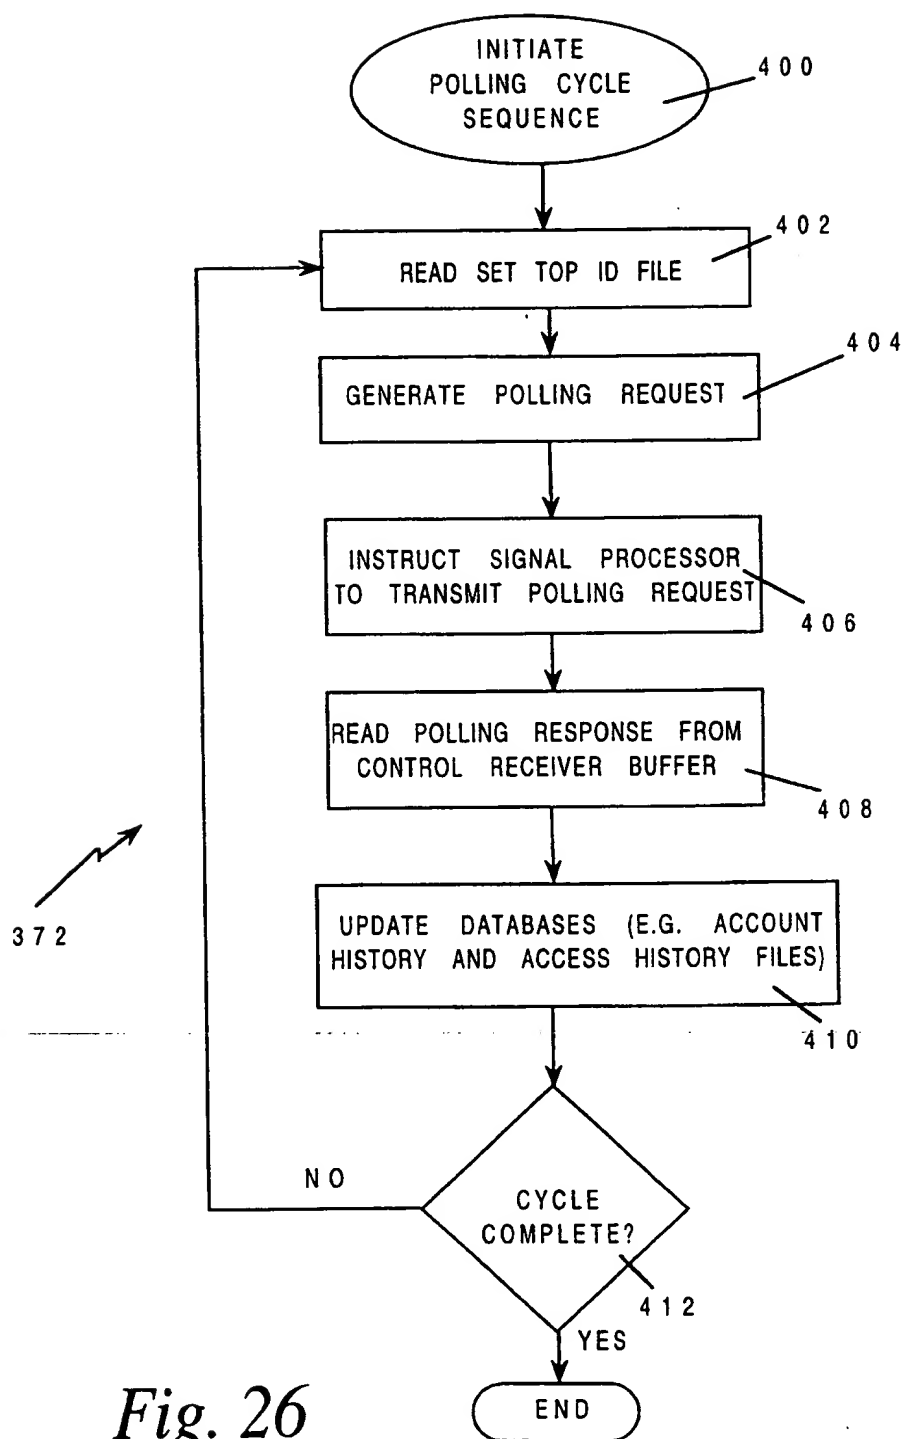 INITIATE
POLLING CYCLE
SEQUENCE
400
402
READ SET TOP ID FILE
404
GENERATE POLLING REQUEST
INSTRUCT SIGNAL PROCESSOR
TO TRANSMIT POLLING REQUEST
406
READ POLLING RESPONSE FROM
CONTROL RECEIVER BUFFER
408
372
UPDATE DATABASES (E.G. ACCOUNT
HISTORY AND ACCESS HISTORY FILES)
410
NO
CYCLE
COMPLETE?
412
YES
END
Fig. 26